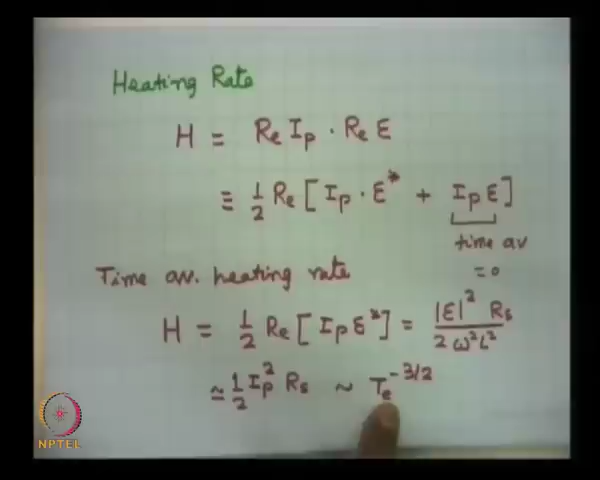 Heating Rate
H = Re Ip · Re ε
≡ 1/2 Re [ Ip · ε* + Ip ε ]
time av
= 0
Time av. heating rate
H = 1/2 Re [ Ip ε* ] = |ε|² Rs / 2 ω² L²
≃ 1/2 Ip² Rs ~ Te^-3/2
NPTEL